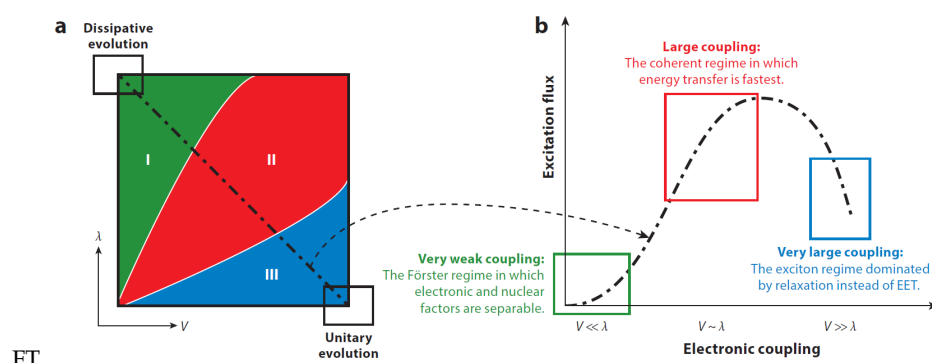 a
Dissipative
evolution
I
II
III
λ
V
Unitary
evolution
b
Excitation flux
Large coupling:
The coherent regime in which
energy transfer is fastest.
Very weak coupling:
The Förster regime in which
electronic and nuclear
factors are separable.
Very large coupling:
The exciton regime dominated
by relaxation instead of EET.
V ≪ λ
V ~ λ
V ≫ λ
Electronic coupling